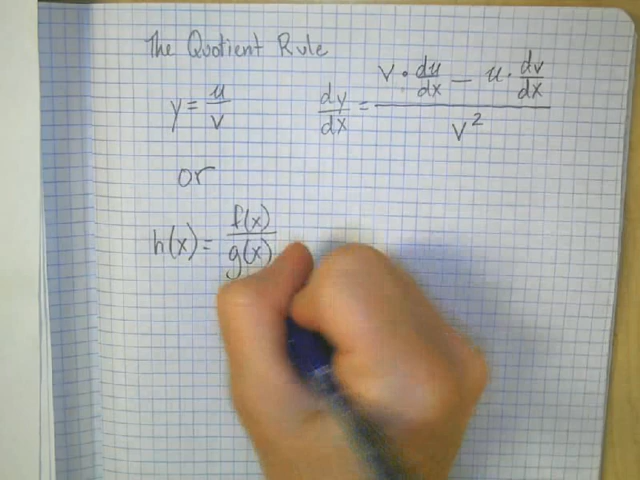 The Quotient Rule
y = u/v    dy/dx = (v · du/dx − u · dv/dx) / v²
or
h(x) = f(x)/g(x)